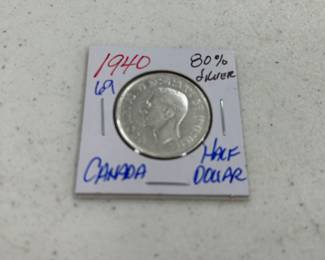 1940
80%
SILVER
69
CANADA
HALF
DOLLAR